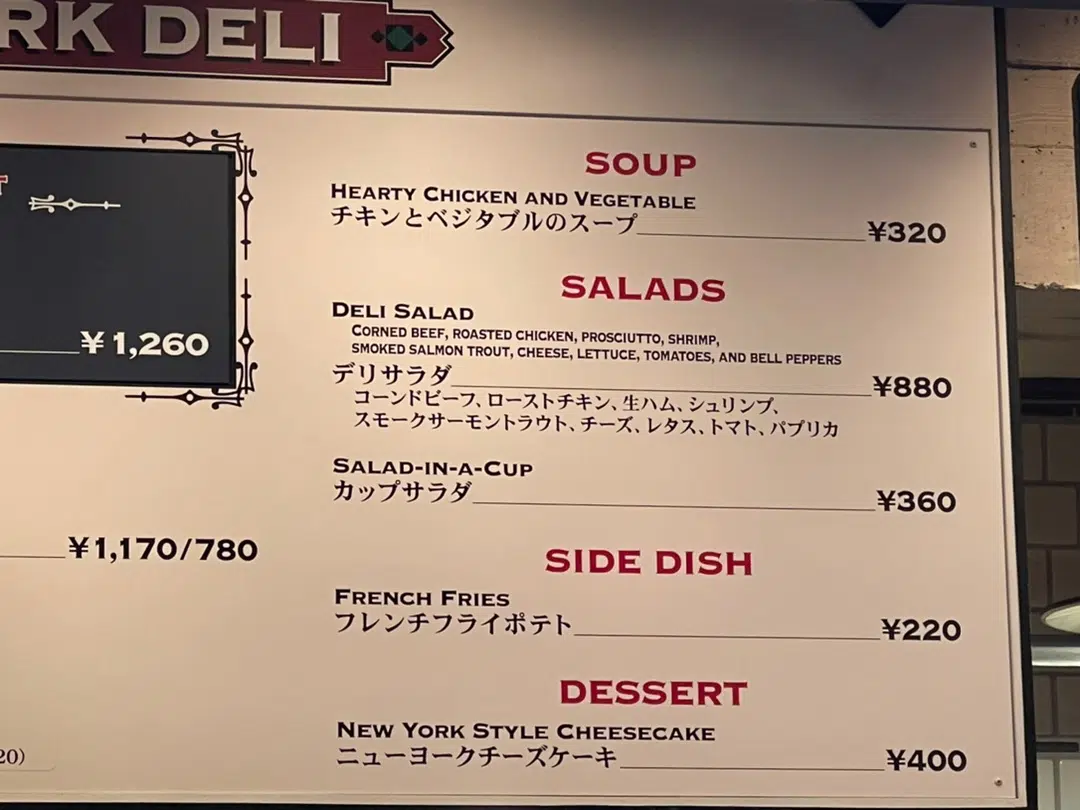 RK DELI
¥1,260
¥1,170/780
20)
SOUP
HEARTY CHICKEN AND VEGETABLE
チキンとベジタブルのスープ ¥320
SALADS
DELI SALAD
CORNED BEEF, ROASTED CHICKEN, PROSCIUTTO, SHRIMP,
SMOKED SALMON TROUT, CHEESE, LETTUCE, TOMATOES, AND BELL PEPPERS
デリサラダ ¥880
コーンドビーフ、ローストチキン、生ハム、シュリンプ、
スモークサーモントラウト、チーズ、レタス、トマト、パプリカ
SALAD-IN-A-CUP
カップサラダ ¥360
SIDE DISH
FRENCH FRIES
フレンチフライポテト ¥220
DESSERT
NEW YORK STYLE CHEESECAKE
ニューヨークチーズケーキ ¥400